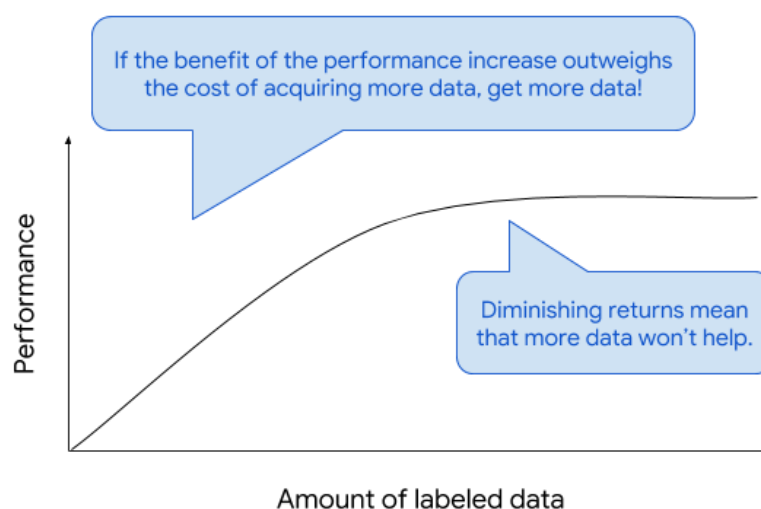 If the benefit of the performance increase outweighs
the cost of acquiring more data, get more data!
Performance
Diminishing returns mean
that more data won’t help.
Amount of labeled data